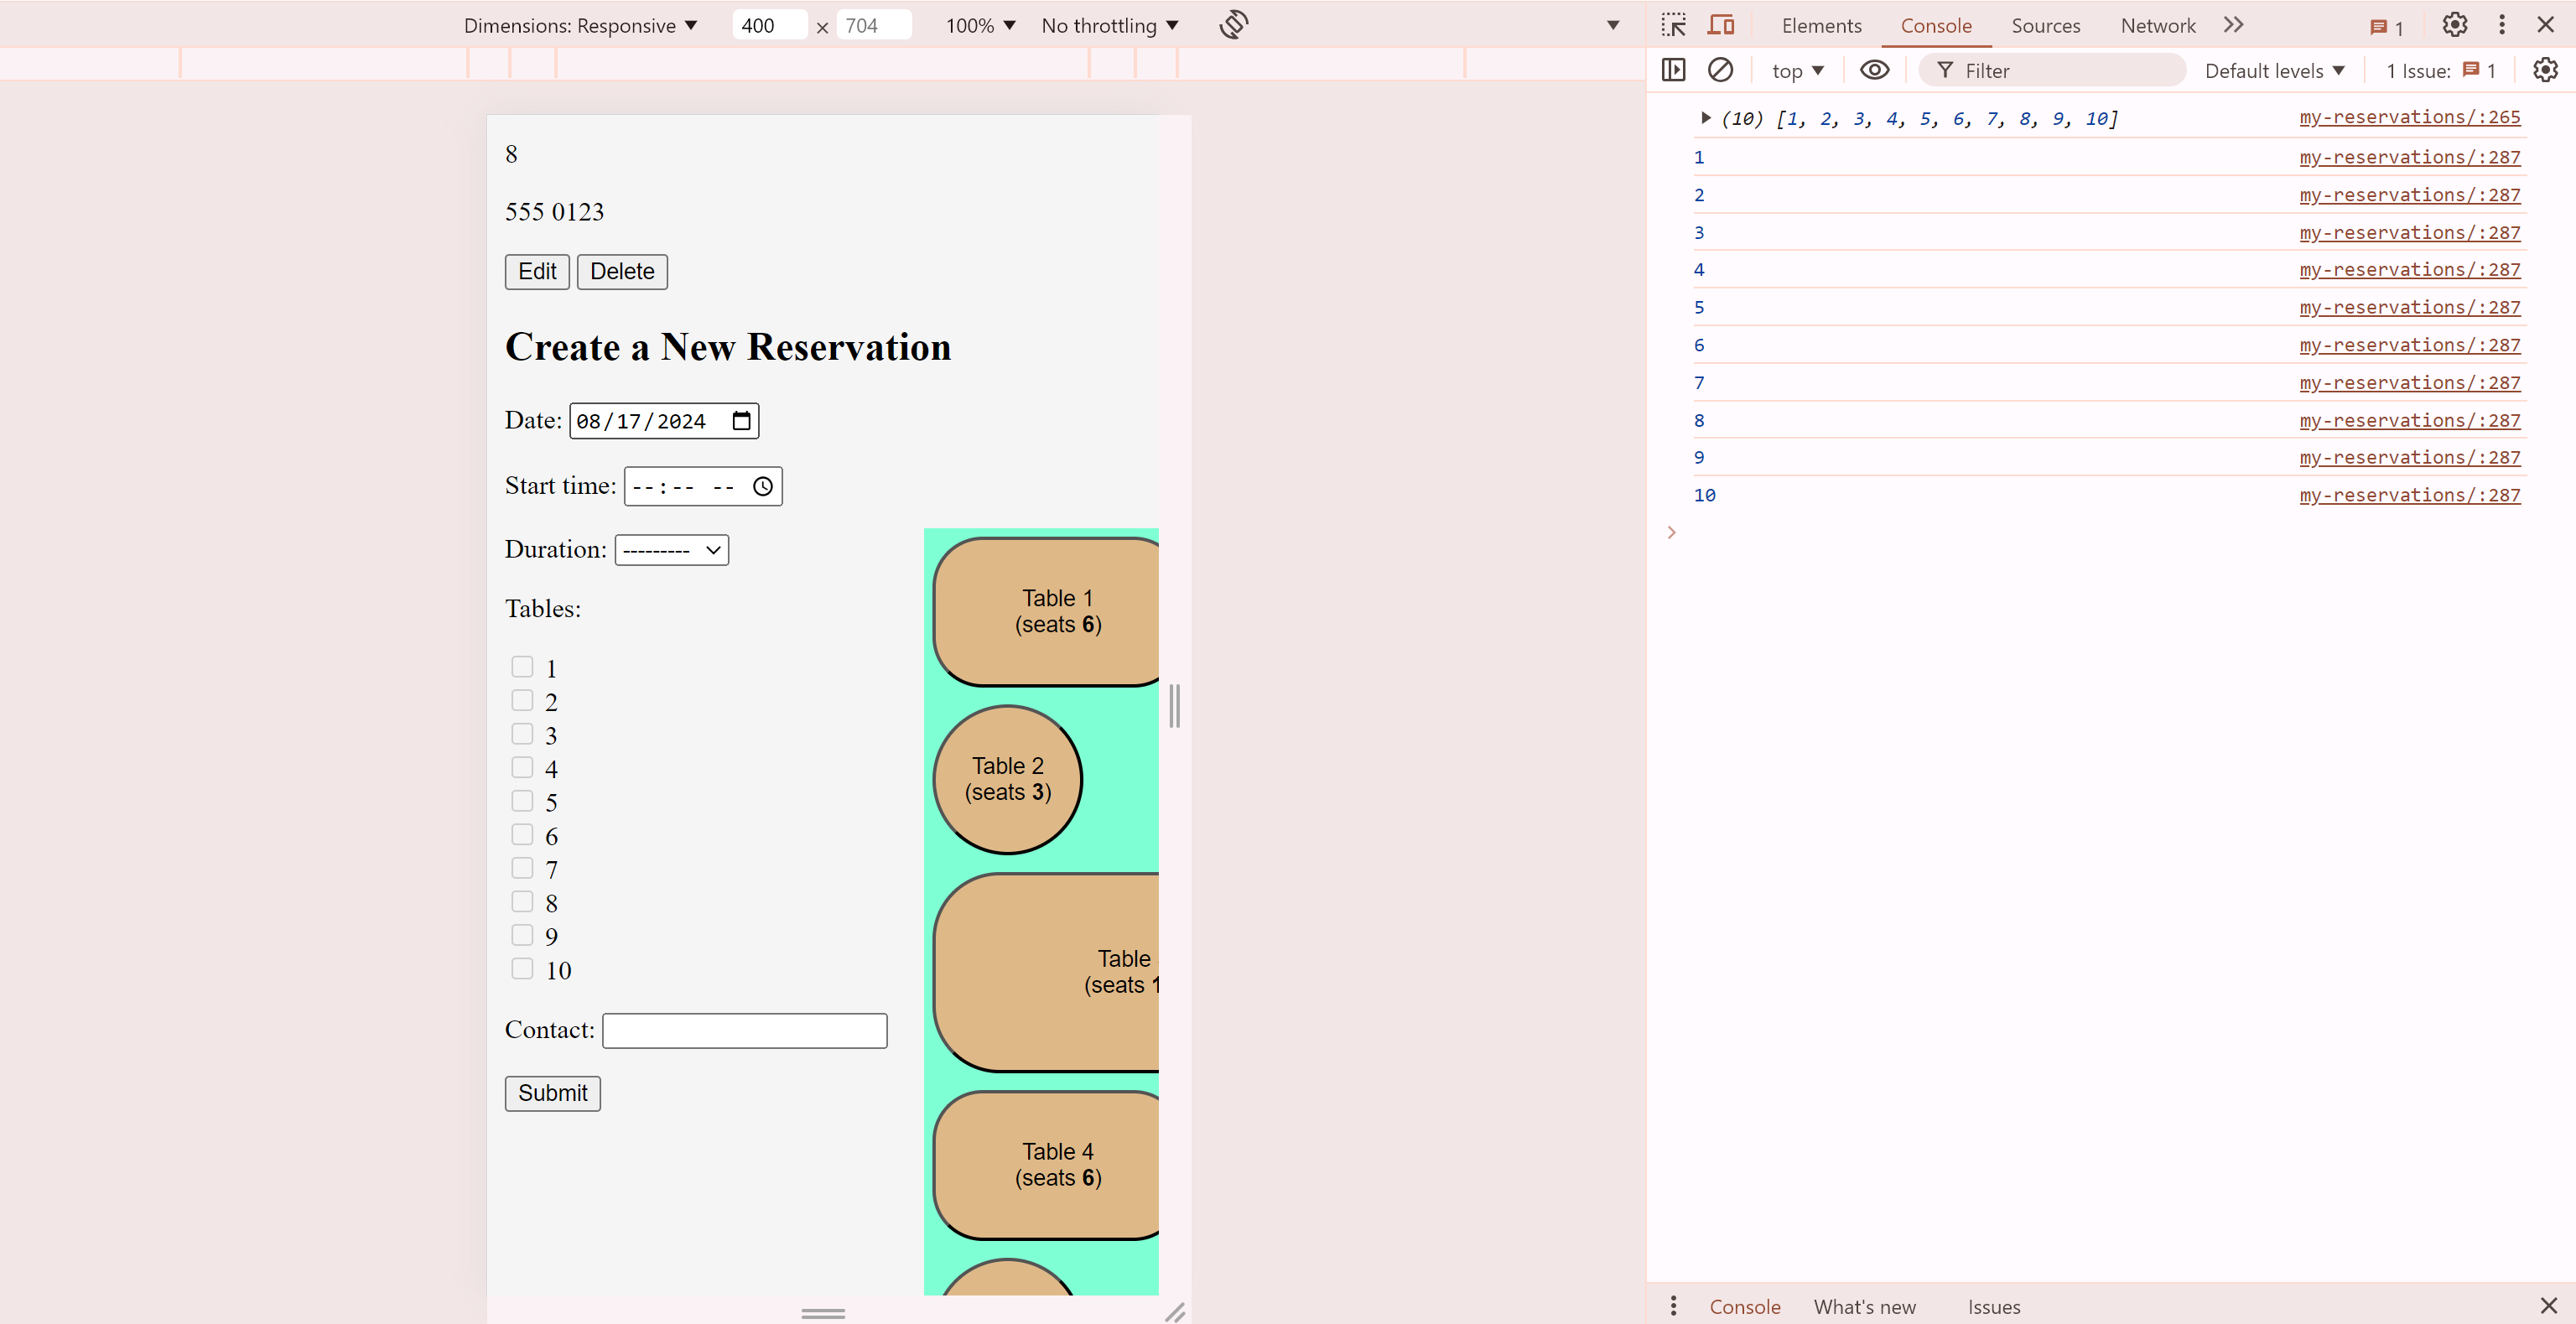 Dimensions: Responsive 400 × 704 100% No throttling
Elements Console Sources Network 1
top Filter Default levels 1 Issue: 1
8
555 0123
Edit Delete
Create a New Reservation
Date: 08/17/2024
Start time: --:-- --
Duration: ---------
Tables:
1
2
3
4
5
6
7
8
9
10
Contact:
Submit
Table 1
(seats 6)
Table 2
(seats 3)
Table
(seats 1
Table 4
(seats 6)
(10) [1, 2, 3, 4, 5, 6, 7, 8, 9, 10] my-reservations/:265
1 my-reservations/:287
2 my-reservations/:287
3 my-reservations/:287
4 my-reservations/:287
5 my-reservations/:287
6 my-reservations/:287
7 my-reservations/:287
8 my-reservations/:287
9 my-reservations/:287
10 my-reservations/:287
Console What's new Issues